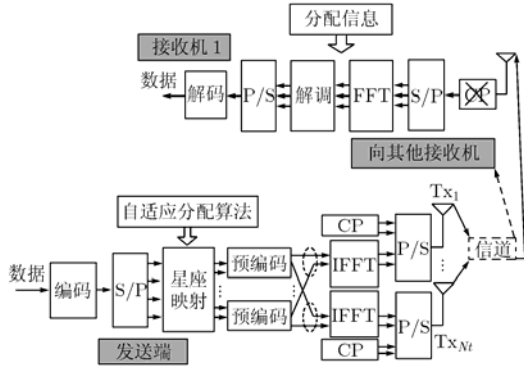 分配信息
接收机 1
数据
解码
P/S
解调
FFT
S/P
CP
向其他接收机
自适应分配算法
数据
编码
S/P
星座
映射
预编码
预编码
CP
IFFT
P/S
IFFT
CP
P/S
Tx₁
信道
Tx_Nt
发送端